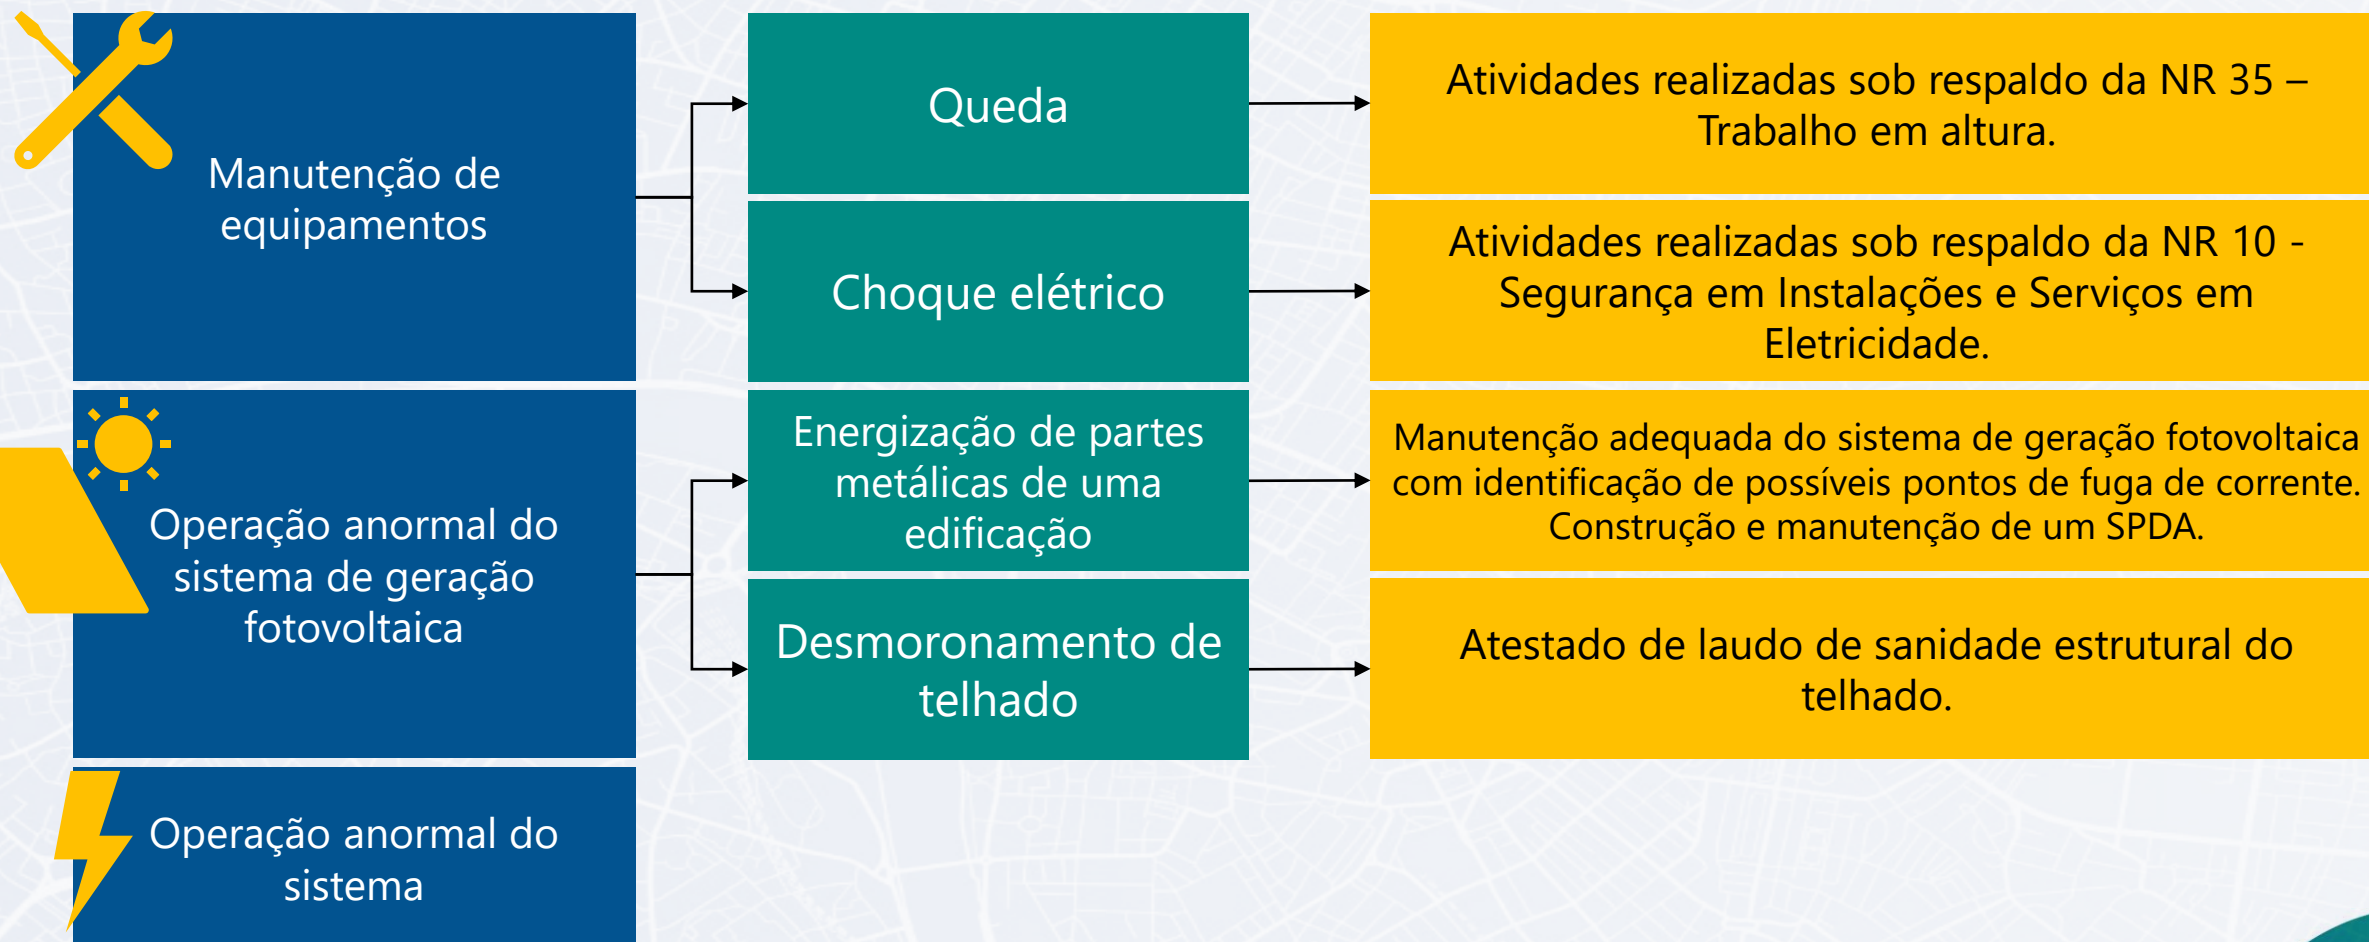 Manutenção de
equipamentos
Queda
Atividades realizadas sob respaldo da NR 35 –
Trabalho em altura.
Choque elétrico
Atividades realizadas sob respaldo da NR 10 -
Segurança em Instalações e Serviços em
Eletricidade.
Operação anormal do
sistema de geração
fotovoltaica
Energização de partes
metálicas de uma
edificação
Manutenção adequada do sistema de geração fotovoltaica
com identificação de possíveis pontos de fuga de corrente.
Construção e manutenção de um SPDA.
Desmoronamento de
telhado
Atestado de laudo de sanidade estrutural do
telhado.
Operação anormal do
sistema